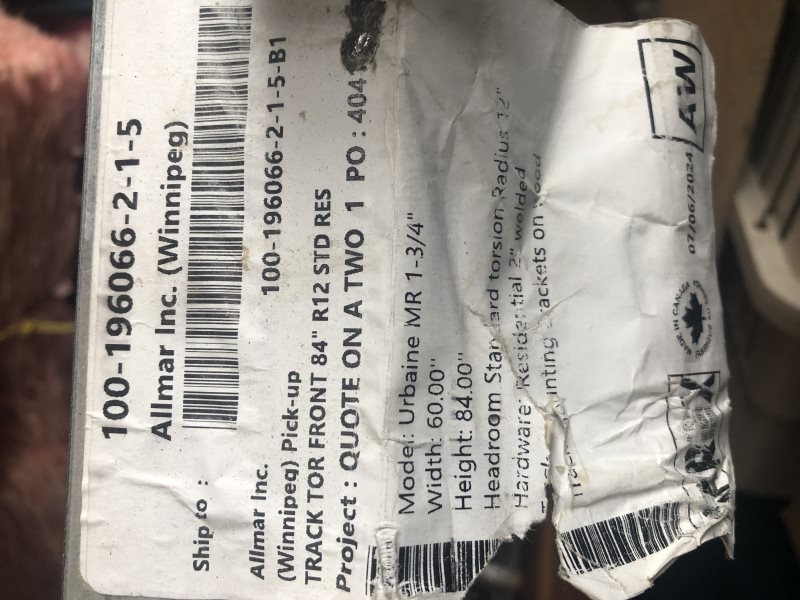 100-196066-2-1-5
Ship to : Allmar Inc. (Winnipeg)
Allmar Inc. 100-196066-2-1-5-B1
(Winnipeg) Pick-up
TRACK TOR FRONT 84" R12 STD RES
Project : QUOTE ON A TWO 1 PO : 404
Model: Urbaine MR 1-3/4"
Width: 60.00"
Height: 84.00"
Headroom Standard torsion Radius 12"
Hardware: Residential 2" welded
brackets on wood
07/06/2024
AW
MADE IN CANADA